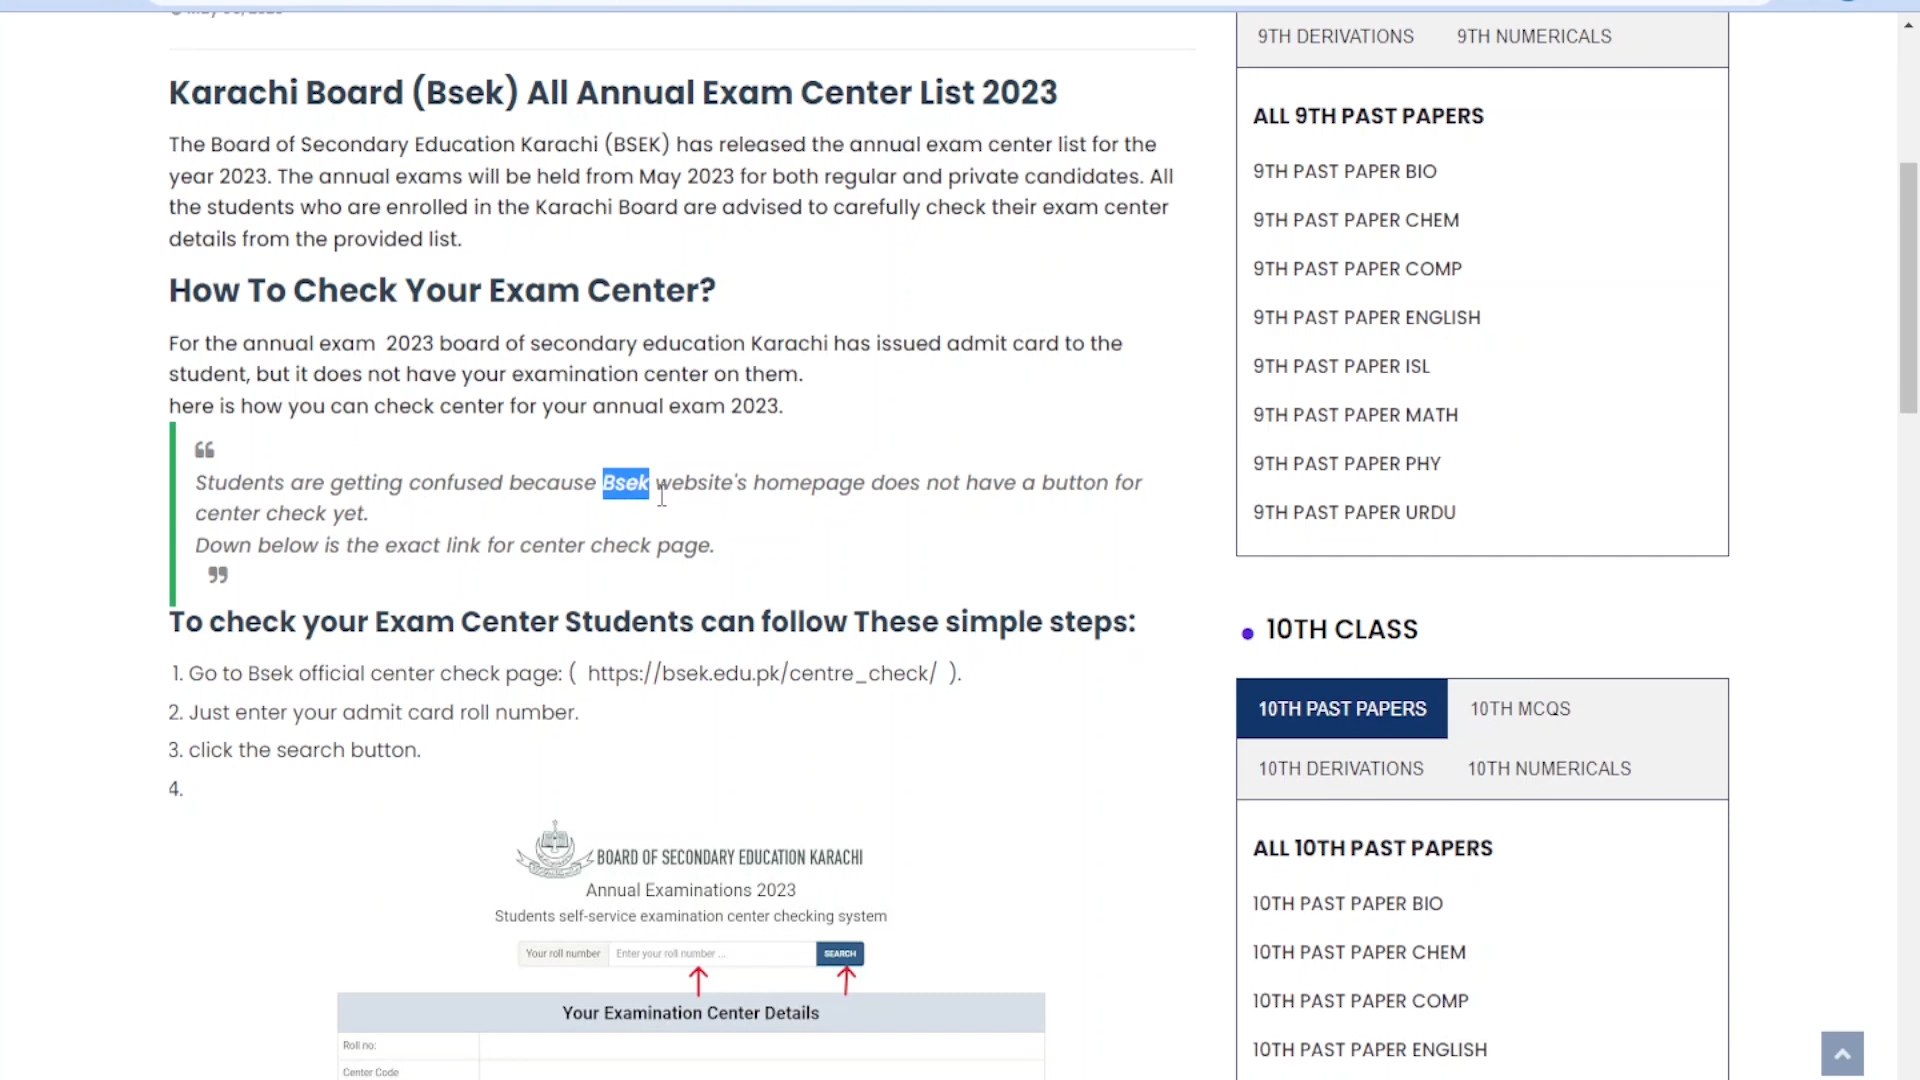 9TH DERIVATIONS 9TH NUMERICALS
Karachi Board (Bsek) All Annual Exam Center List 2023
The Board of Secondary Education Karachi (BSEK) has released the annual exam center list for the
year 2023. The annual exams will be held from May 2023 for both regular and private candidates. All
the students who are enrolled in the Karachi Board are advised to carefully check their exam center
details from the provided list.
How To Check Your Exam Center?
For the annual exam 2023 board of secondary education Karachi has issued admit card to the
student, but it does not have your examination center on them.
here is how you can check center for your annual exam 2023.
“
Students are getting confused because Bsek website's homepage does not have a button for
center check yet.
Down below is the exact link for center check page.
”
To check your Exam Center Students can follow These simple steps:
1. Go to Bsek official center check page: ( https://bsek.edu.pk/centre_check/ ).
2. Just enter your admit card roll number.
3. click the search button.
4.
BOARD OF SECONDARY EDUCATION KARACHI
Annual Examinations 2023
Students self-service examination center checking system
Your roll number Enter your roll number ... SEARCH
Your Examination Center Details
Roll no:
Center Code
ALL 9TH PAST PAPERS
9TH PAST PAPER BIO
9TH PAST PAPER CHEM
9TH PAST PAPER COMP
9TH PAST PAPER ENGLISH
9TH PAST PAPER ISL
9TH PAST PAPER MATH
9TH PAST PAPER PHY
9TH PAST PAPER URDU
10TH CLASS
10TH PAST PAPERS 10TH MCQS
10TH DERIVATIONS 10TH NUMERICALS
ALL 10TH PAST PAPERS
10TH PAST PAPER BIO
10TH PAST PAPER CHEM
10TH PAST PAPER COMP
10TH PAST PAPER ENGLISH